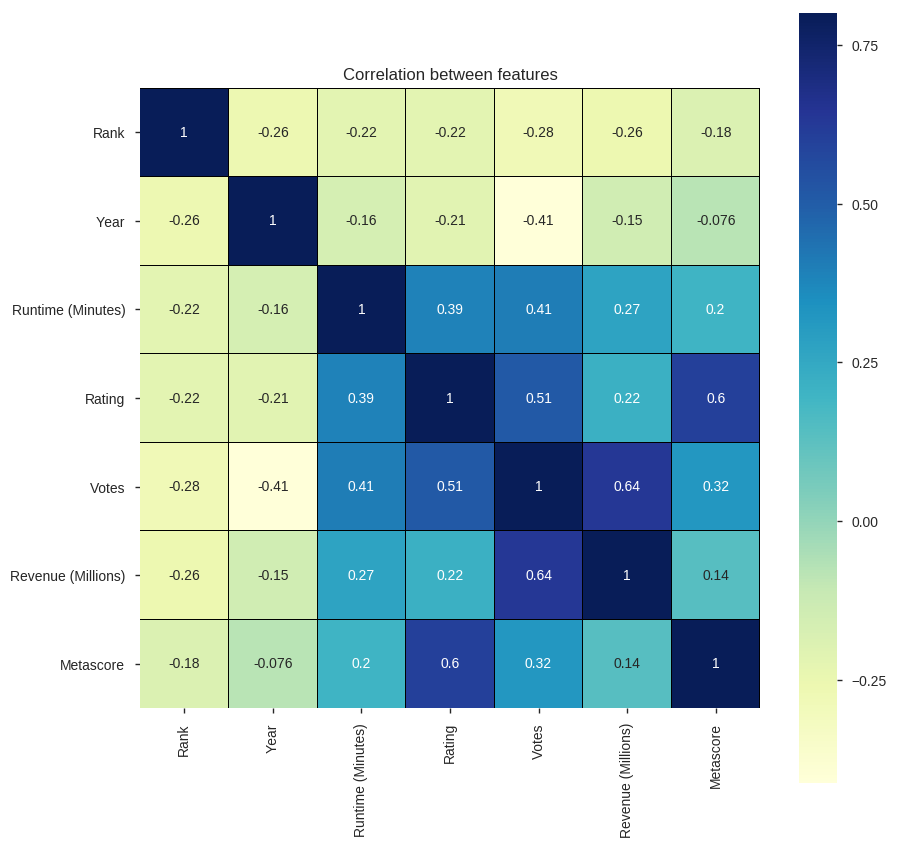 Correlation between features
Rank 1 -0.26 -0.22 -0.22 -0.28 -0.26 -0.18
Year -0.26 1 -0.16 -0.21 -0.41 -0.15 -0.076
Runtime (Minutes) -0.22 -0.16 1 0.39 0.41 0.27 0.2
Rating -0.22 -0.21 0.39 1 0.51 0.22 0.6
Votes -0.28 -0.41 0.41 0.51 1 0.64 0.32
Revenue (Millions) -0.26 -0.15 0.27 0.22 0.64 1 0.14
Metascore -0.18 -0.076 0.2 0.6 0.32 0.14 1
Rank
Year
Runtime (Minutes)
Rating
Votes
Revenue (Millions)
Metascore
0.75
0.50
0.25
0.00
−0.25